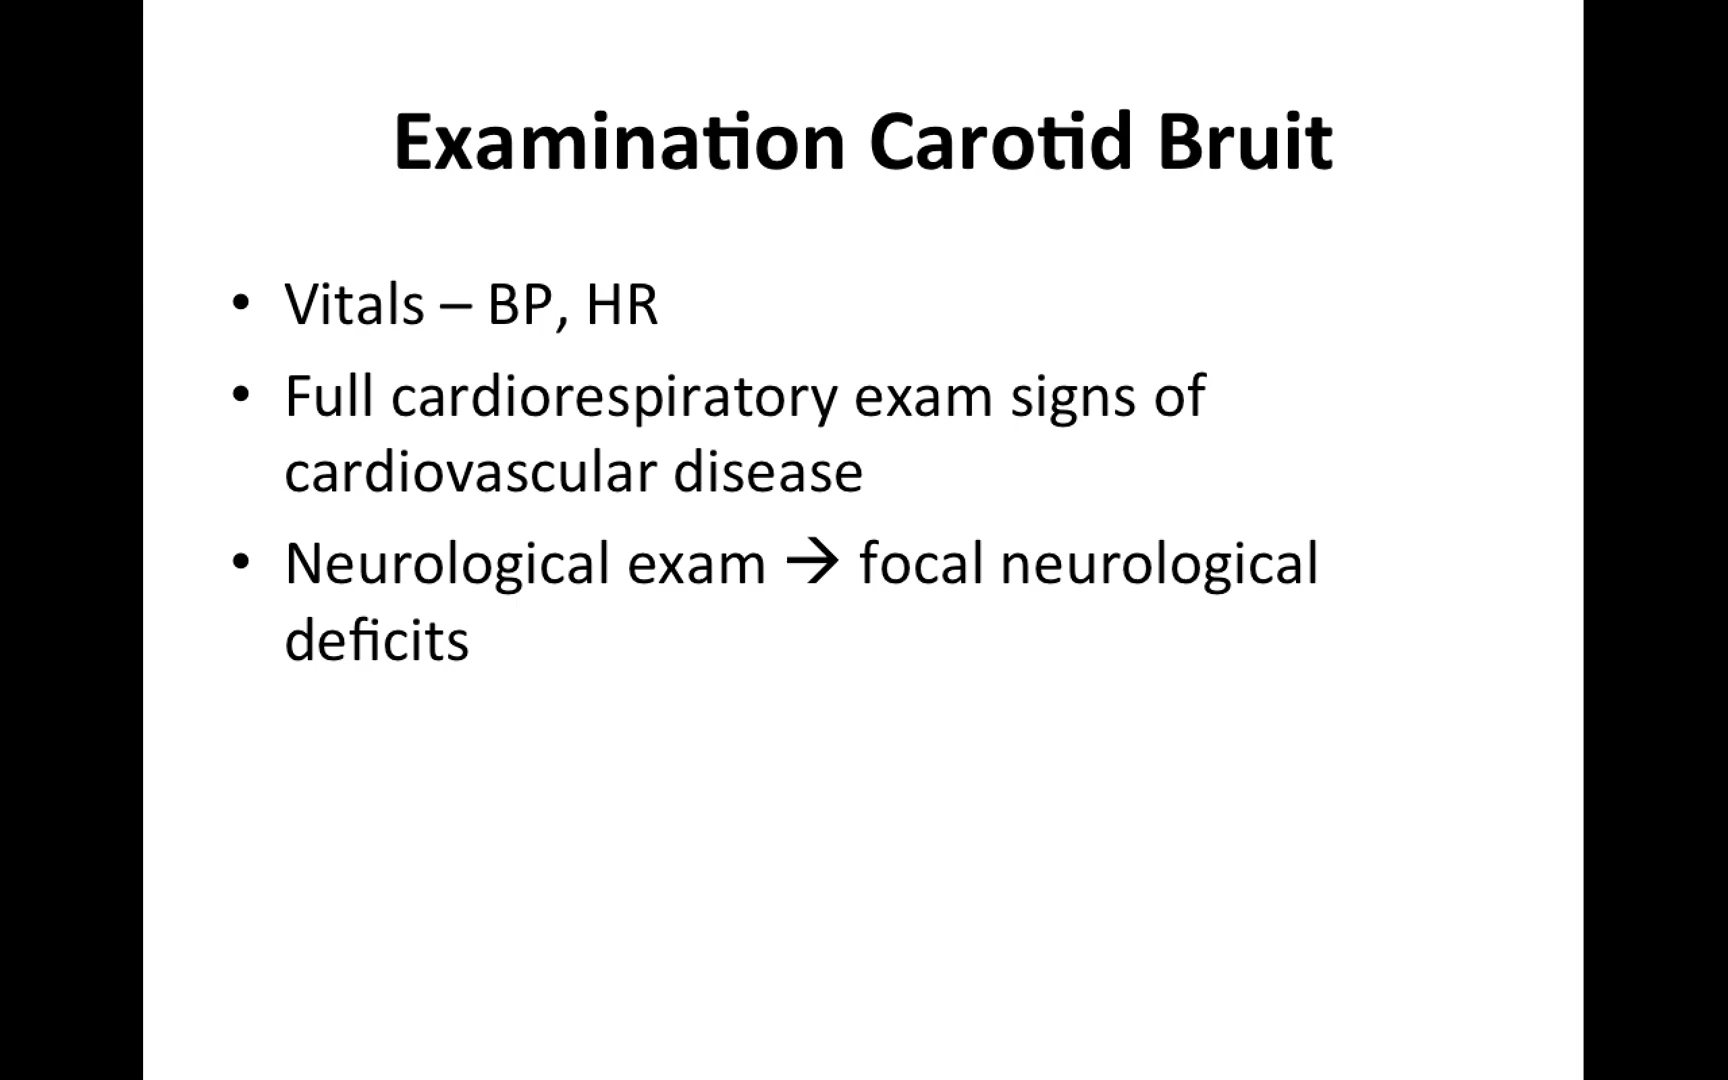 Examination Carotid Bruit
• Vitals – BP, HR
• Full cardiorespiratory exam signs of
cardiovascular disease
• Neurological exam → focal neurological
deficits